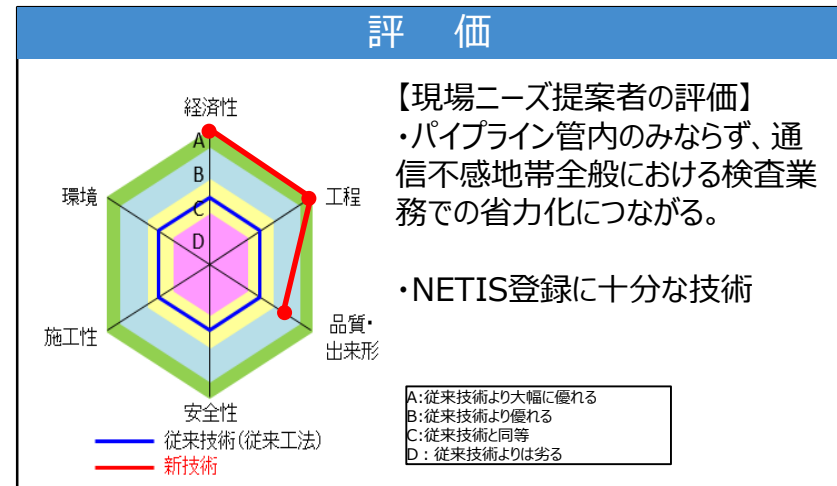 評 価
経済性
A
B
C
D
環境
工程
施工性
品質・
出来形
安全性
従来技術(従来工法)
新技術
【現場ニーズ提案者の評価】
・パイプライン管内のみならず、通
信不感地帯全般における検査業
務での省力化につながる。
・NETIS登録に十分な技術
A:従来技術より大幅に優れる
B:従来技術より優れる
C:従来技術と同等
D:従来技術よりは劣る